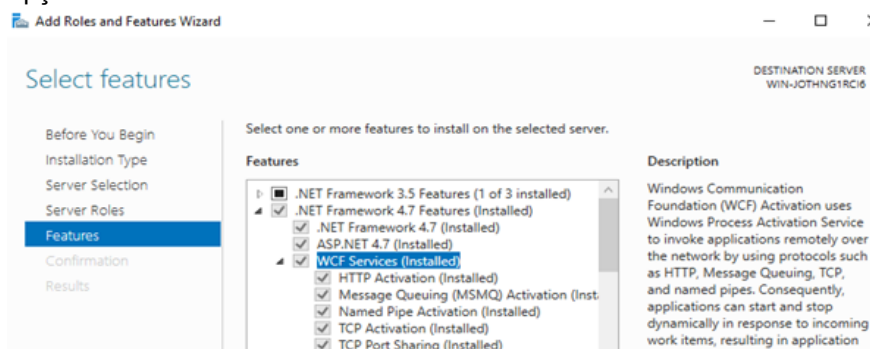 Add Roles and Features Wizard
Select features
DESTINATION SERVER
WIN-JOTHNG1RCI6
Before You Begin
Installation Type
Server Selection
Server Roles
Features
Confirmation
Results
Select one or more features to install on the selected server.
Features
.NET Framework 3.5 Features (1 of 3 installed)
.NET Framework 4.7 Features (Installed)
.NET Framework 4.7 (Installed)
ASP.NET 4.7 (Installed)
WCF Services (Installed)
HTTP Activation (Installed)
Message Queuing (MSMQ) Activation (Inst
Named Pipe Activation (Installed)
TCP Activation (Installed)
TCP Port Sharing (Installed)
Description
Windows Communication
Foundation (WCF) Activation uses
Windows Process Activation Service
to invoke applications remotely over
the network by using protocols such
as HTTP, Message Queuing, TCP,
and named pipes. Consequently,
applications can start and stop
dynamically in response to incoming
work items, resulting in application